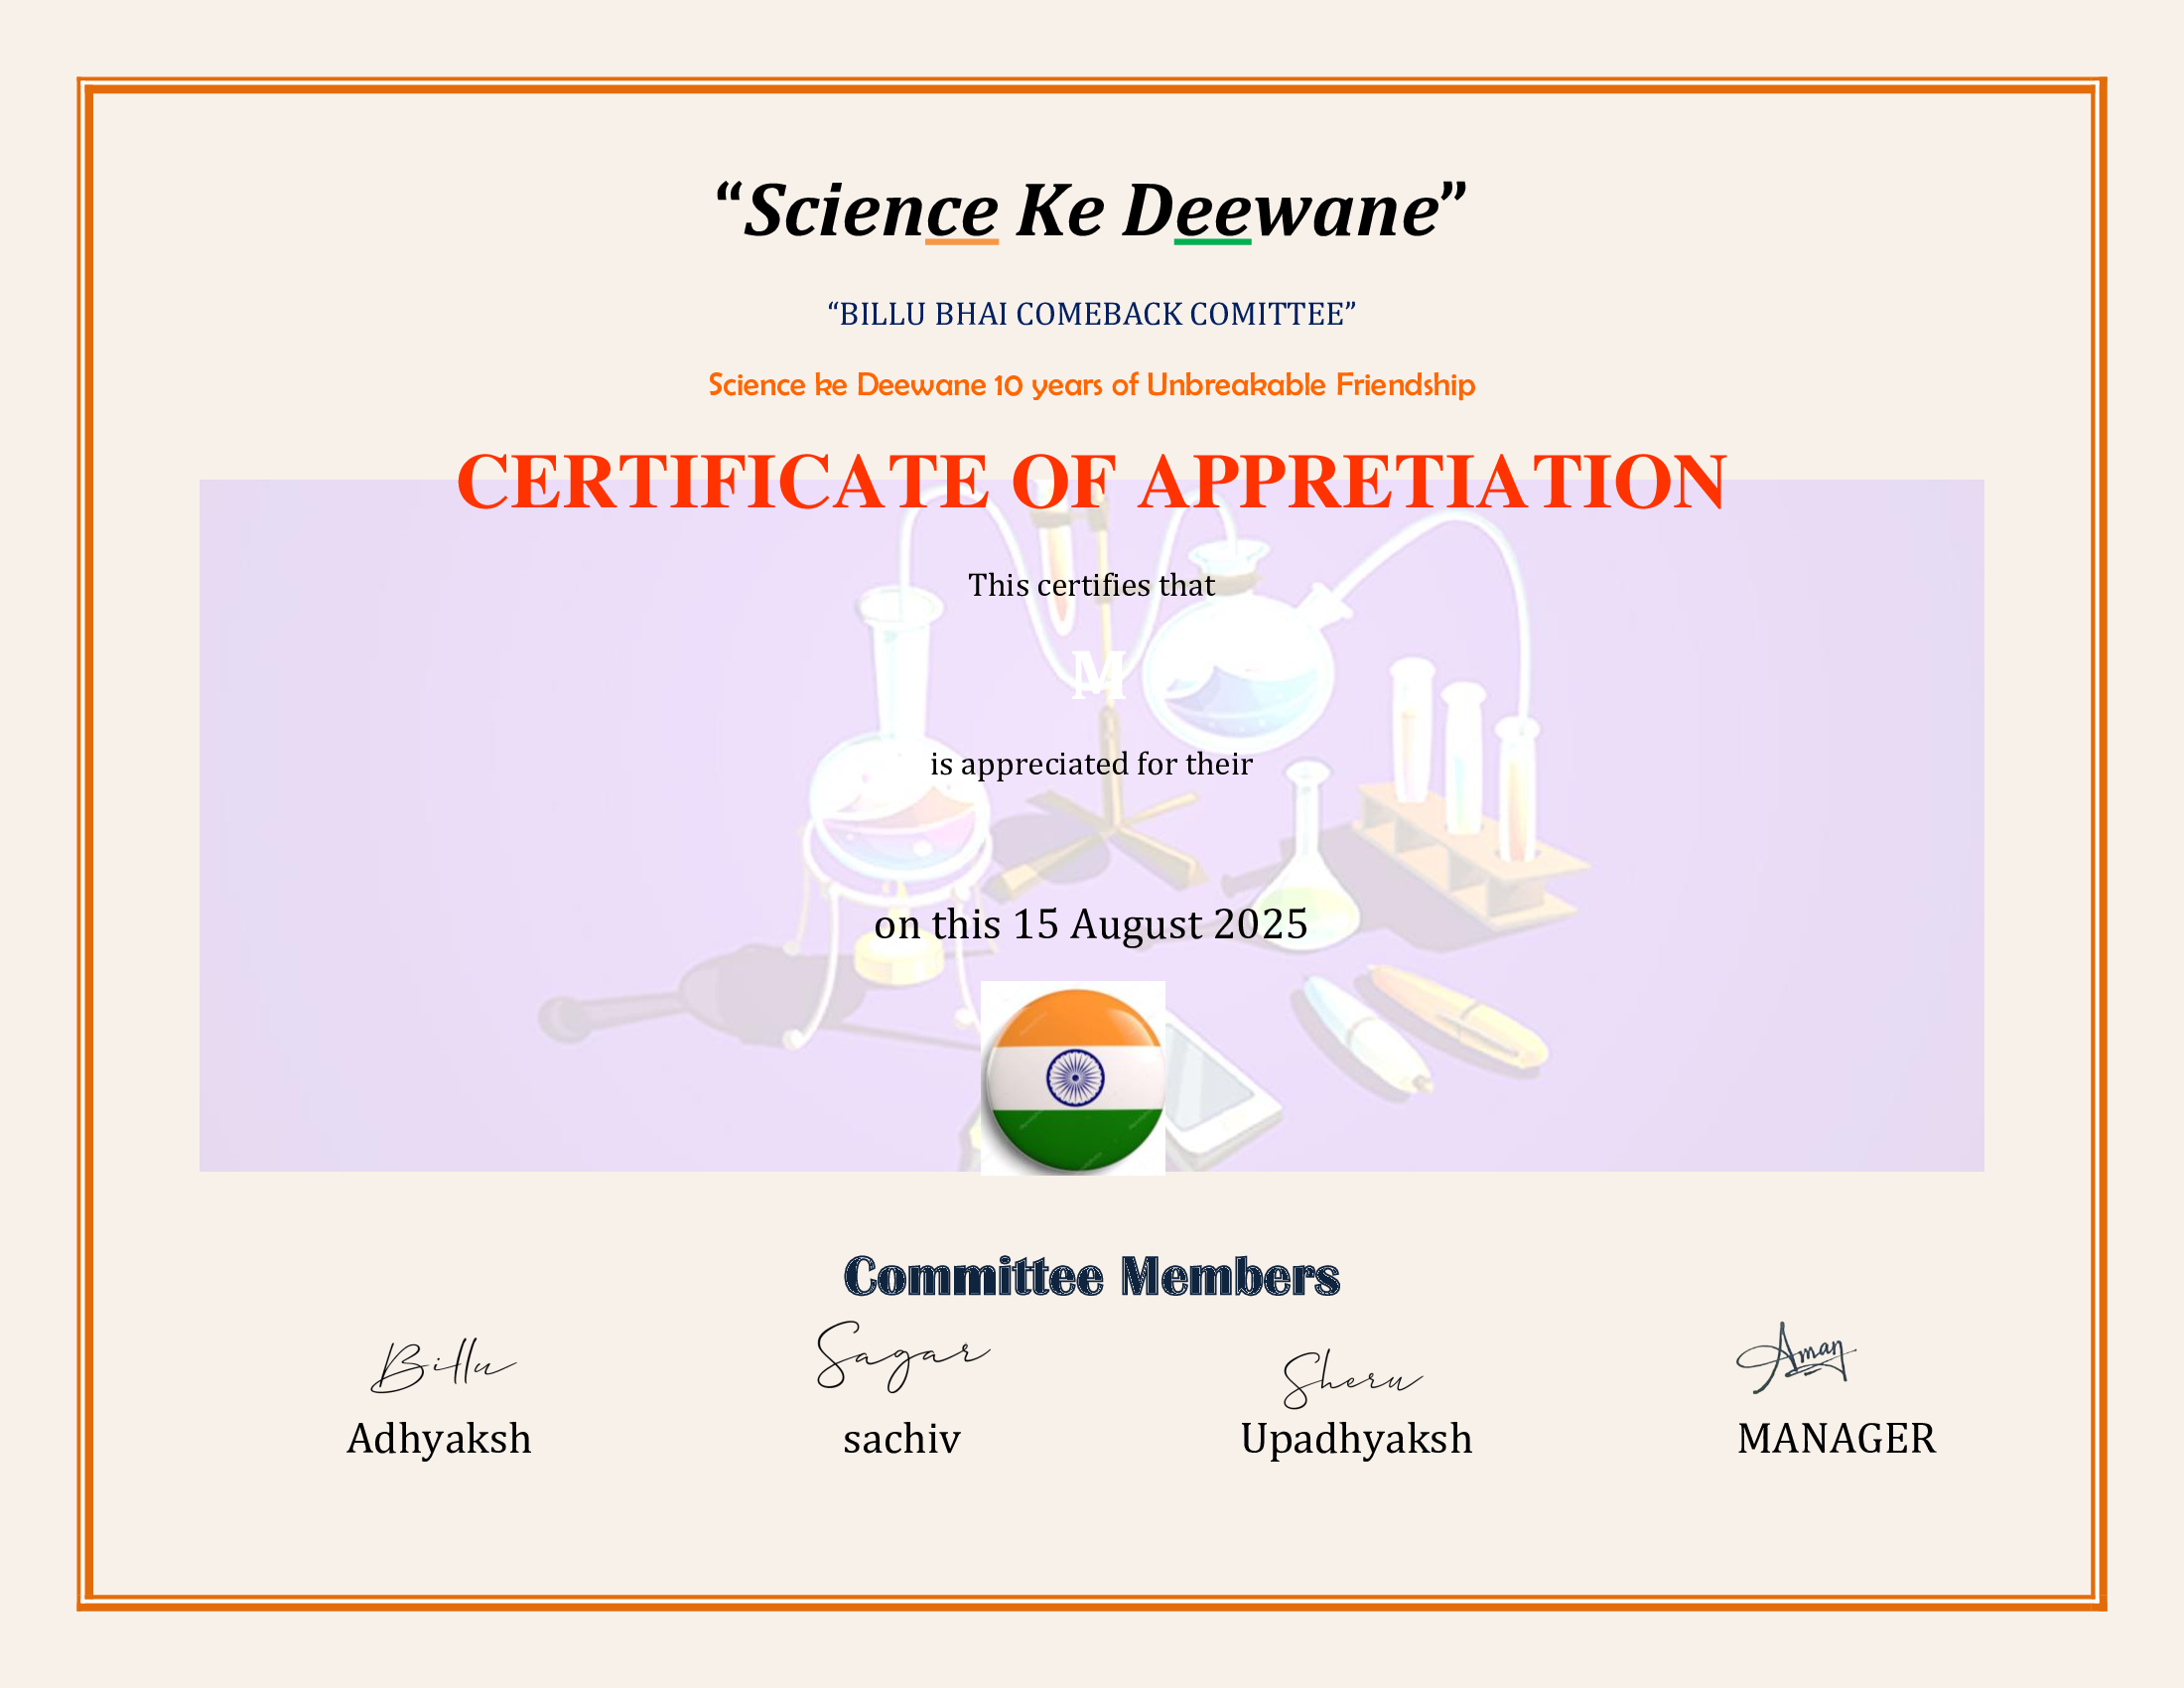 “Science Ke Deewane”
“BILLU BHAI COMEBACK COMITTEE”
Science ke Deewane 10 years of Unbreakable Friendship
CERTIFICATE OF APPRETIATION
This certifies that
M
is appreciated for their
on this 15 August 2025
Committee Members
Billu Sagar Sheru Aman
Adhyaksh sachiv Upadhyaksh MANAGER